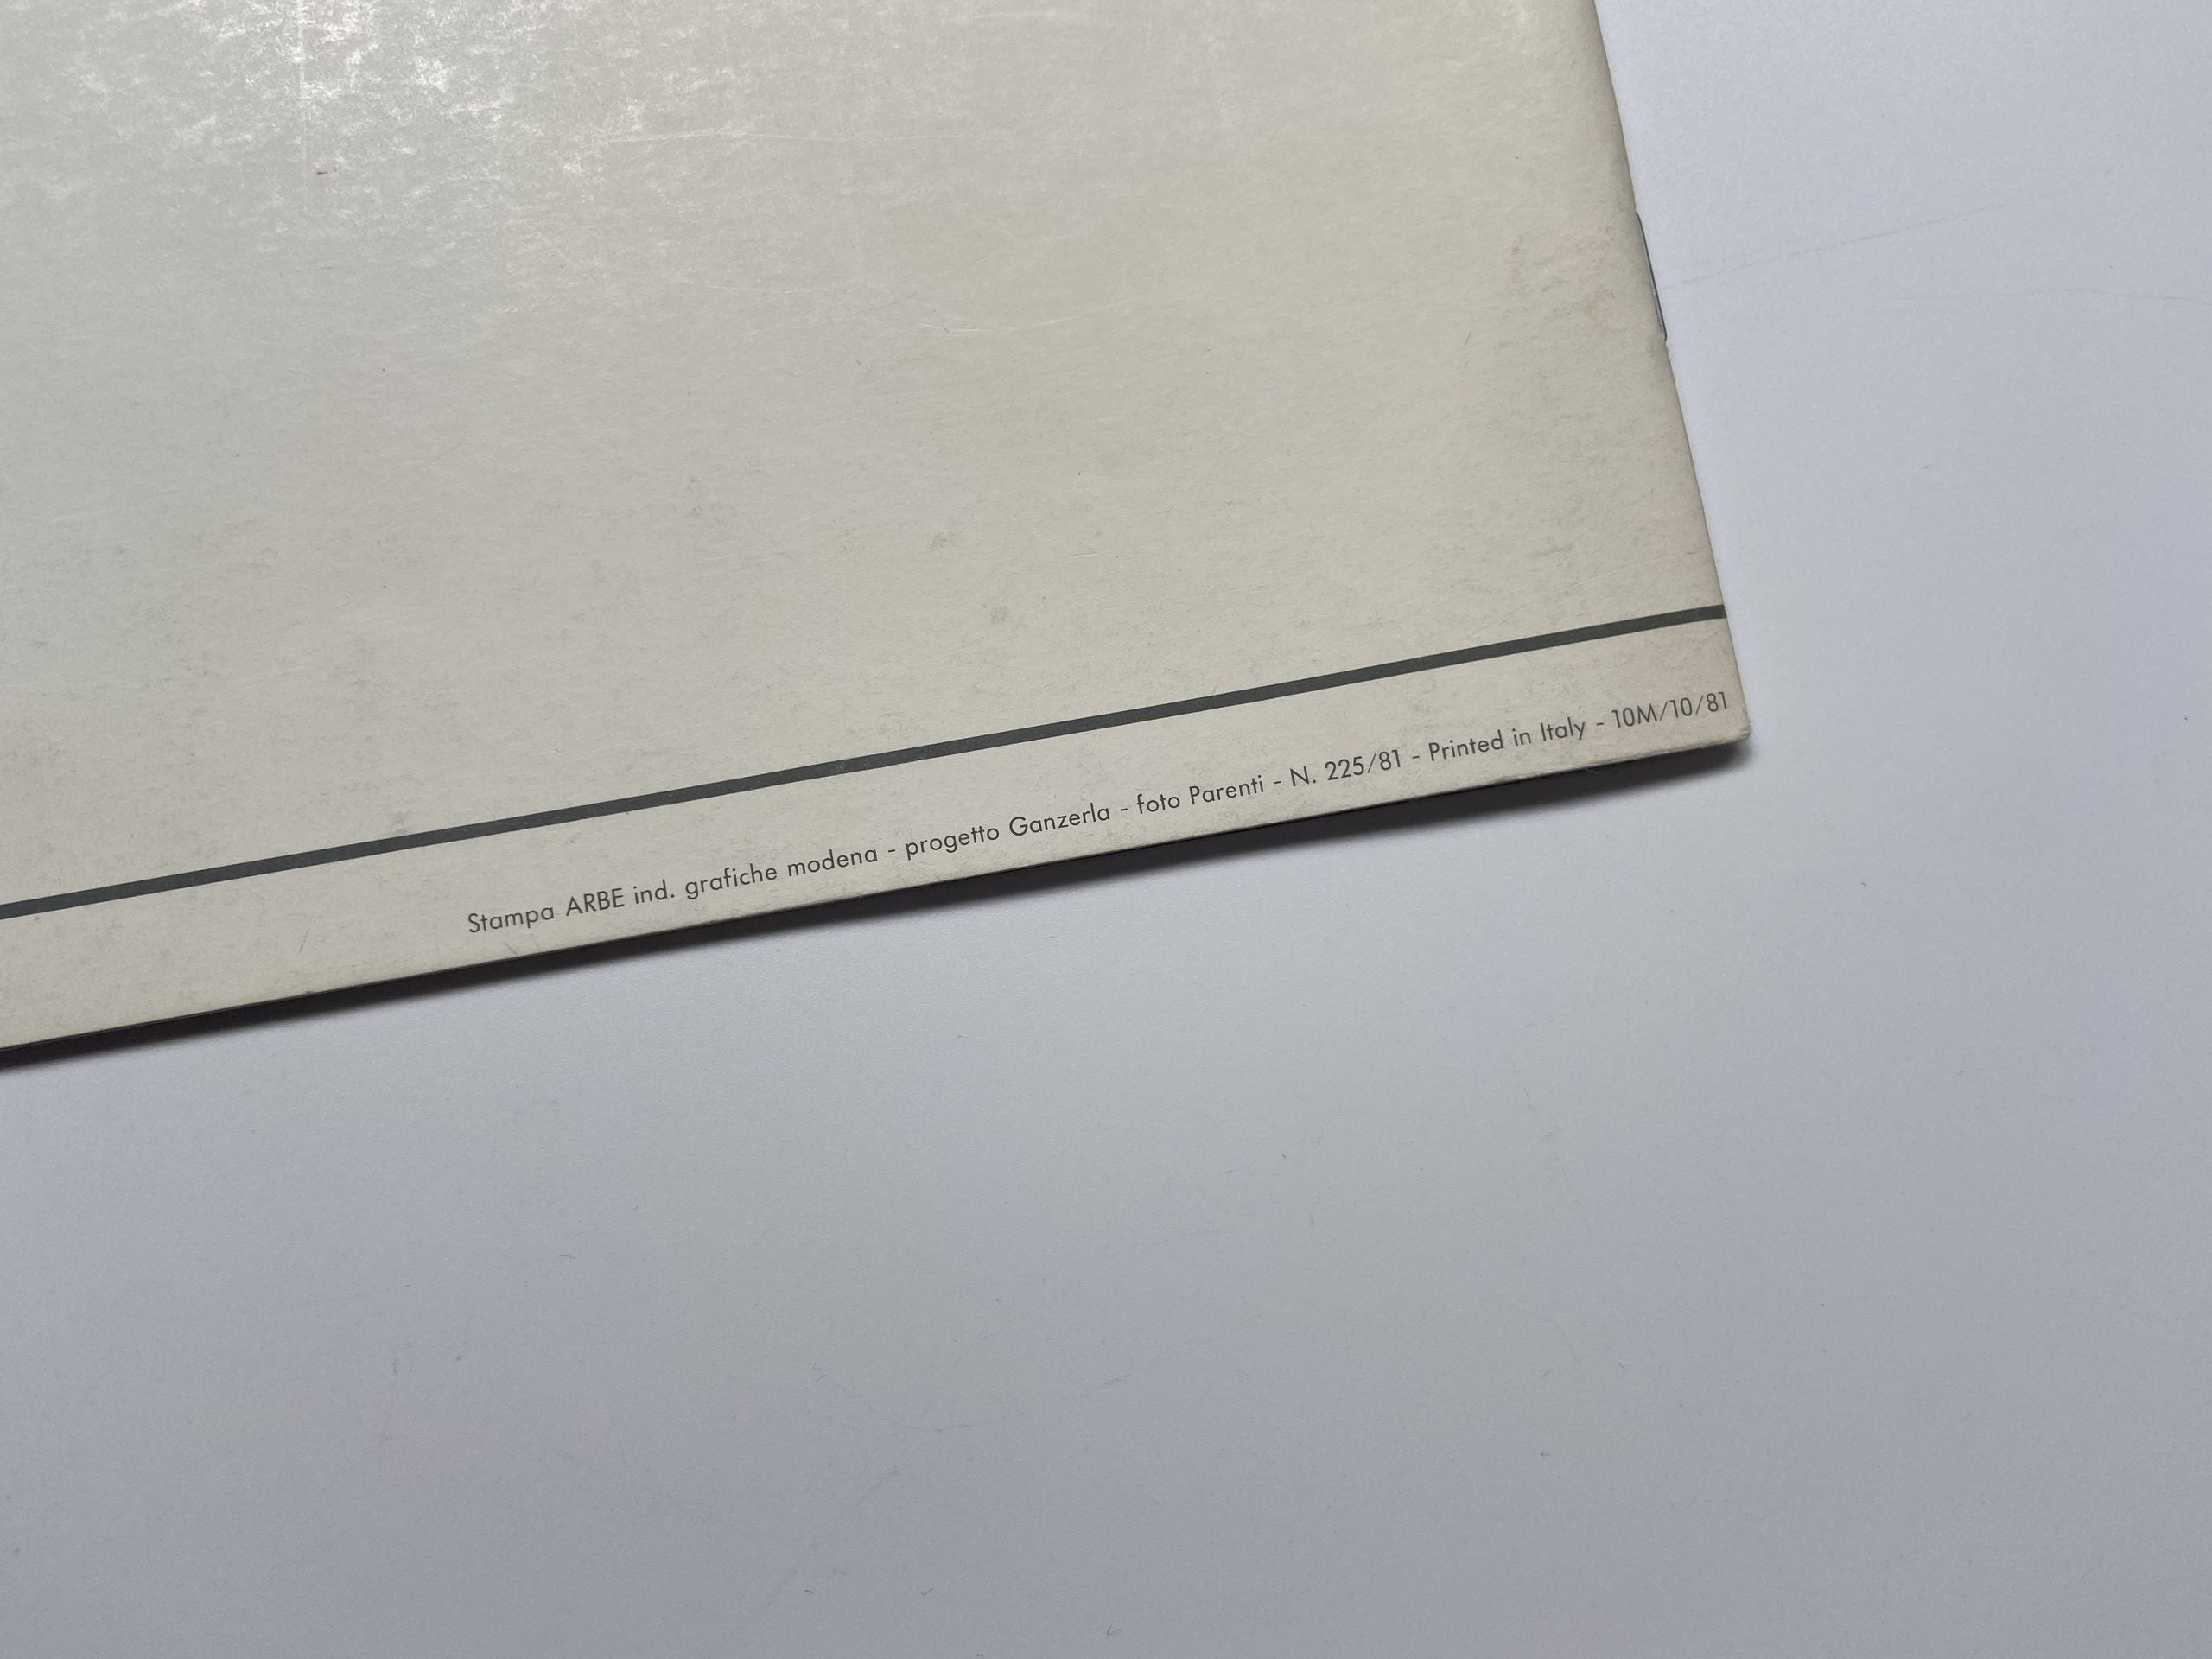 Stampa ARBE ind. grafiche modena - progetto Ganzerla - foto Parenti - N. 225/81 - Printed in Italy - 10M/10/81